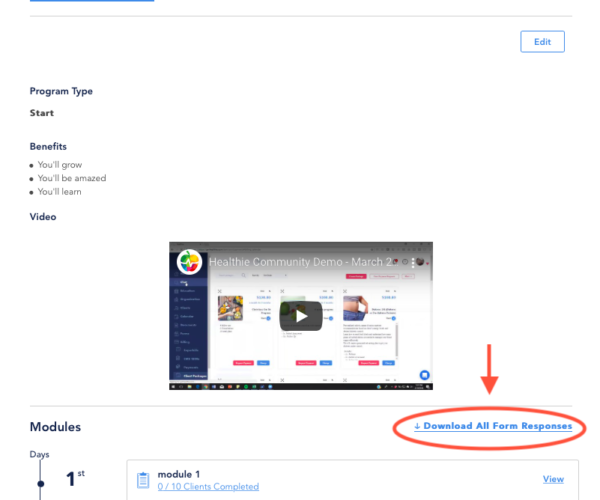 Edit
Program Type
Start
Benefits
• You'll grow
• You'll be amazed
• You'll learn
Video
Healthie Community Demo - March 2
Modules
↓ Download All Form Responses
Days
1st
module 1
View
0 / 10 Clients Completed